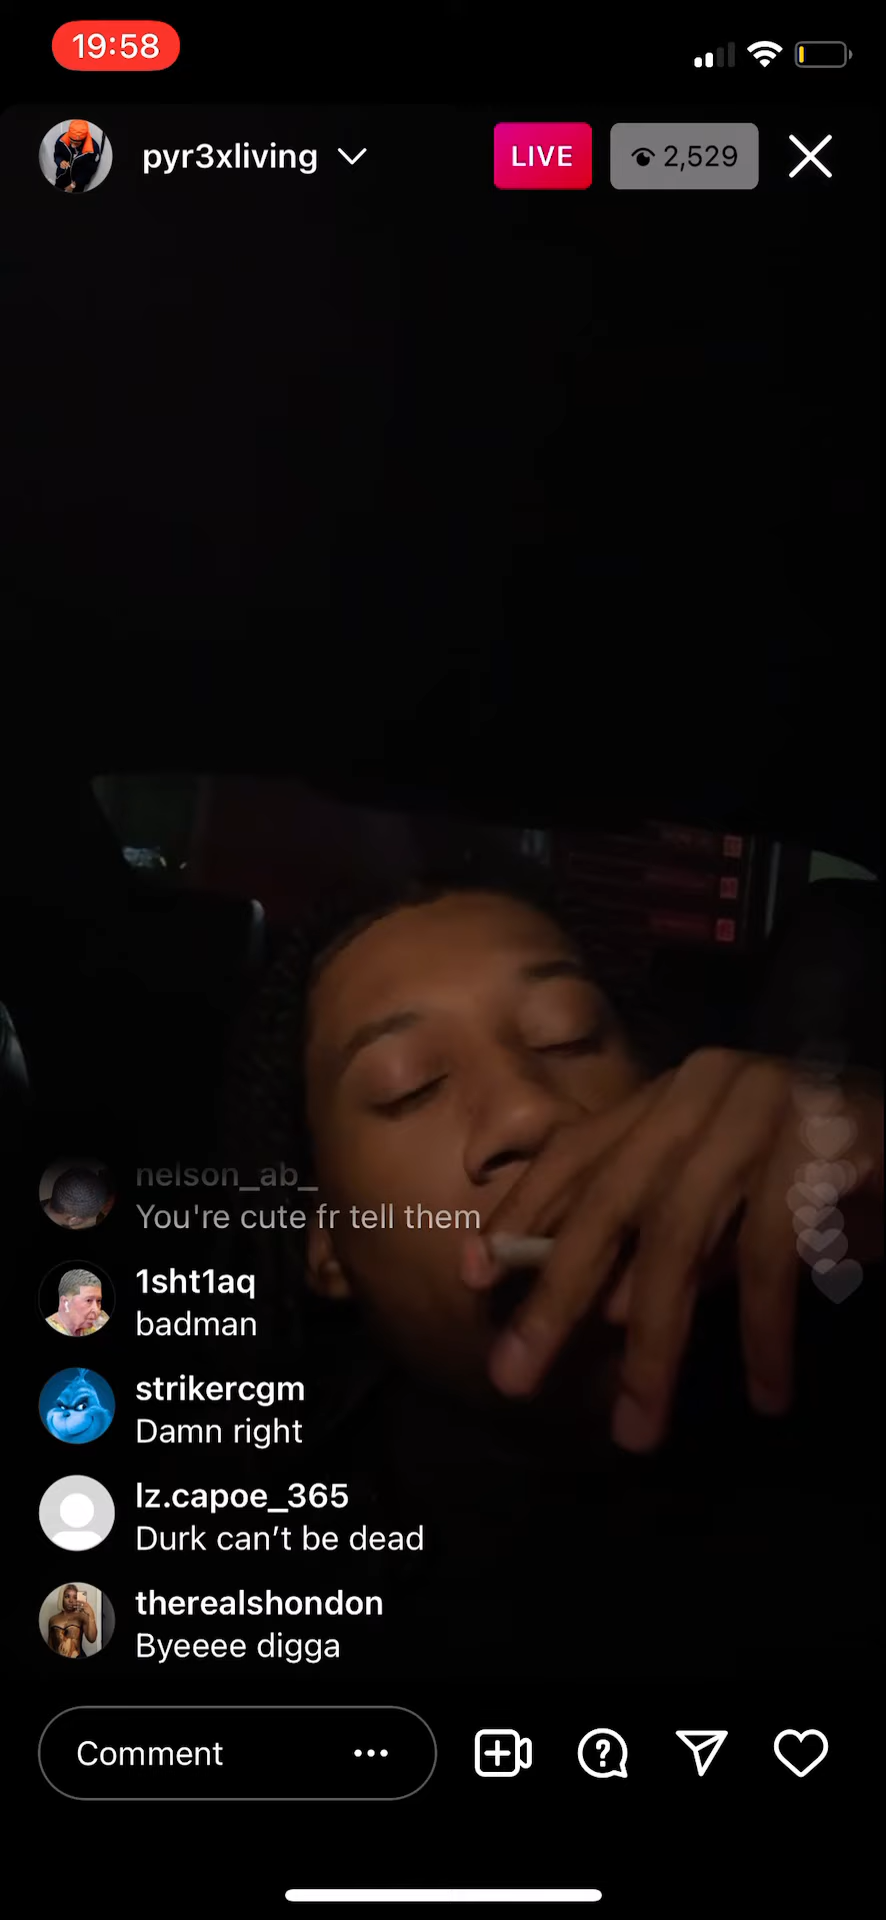 19:58
pyr3xliving
LIVE
2,529
nelson_ab_
You're cute fr tell them
1sht1aq
badman
strikercgm
Damn right
lz.capoe_365
Durk can’t be dead
therealshondon
Byeeee digga
Comment